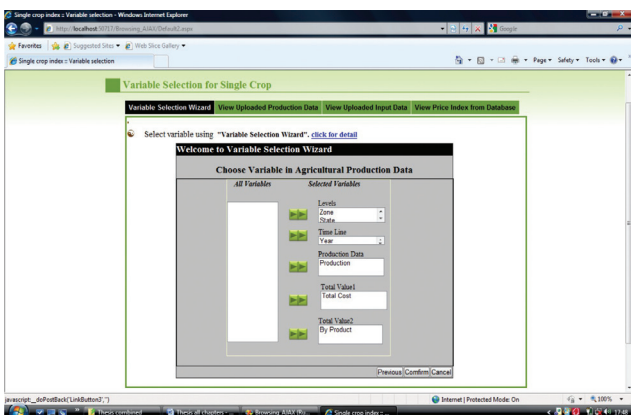 Single crop index :: Variable selection - Windows Internet Explorer
http://localhost:50717/Browsing_AJAX/Default2.aspx
Google
Favorites Suggested Sites Web Slice Gallery
Single crop index :: Variable selection
Page Safety Tools
Variable Selection for Single Crop
Variable Selection Wizard View Uploaded Production Data View Uploaded Input Data View Price Index from Database
Select variable using "Variable Selection Wizard". click for detail
Welcome to Variable Selection Wizard
Choose Variable in Agricultural Production Data
All Variables Selected Variables
Levels
Zone
State
Time Line
Year
Production Data
Production
Total Value1
Total Cost
Total Value2
By Product
Previous Comfirm Cancel
javascript:__doPostBack('LinkButton3','')
Internet | Protected Mode: On
100%
Thesis combined
Thesis all chapters -...
Browsing_AJAX (Ru...
Single crop index ::...
17:48